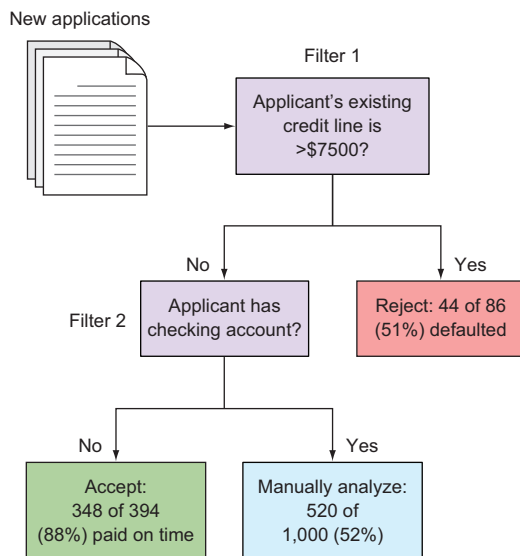 New applications
Filter 1
Applicant's existing
credit line is
>$7500?
No
Yes
Filter 2
Applicant has
checking account?
Reject: 44 of 86
(51%) defaulted
No
Yes
Accept:
348 of 394
(88%) paid on time
Manually analyze:
520 of
1,000 (52%)